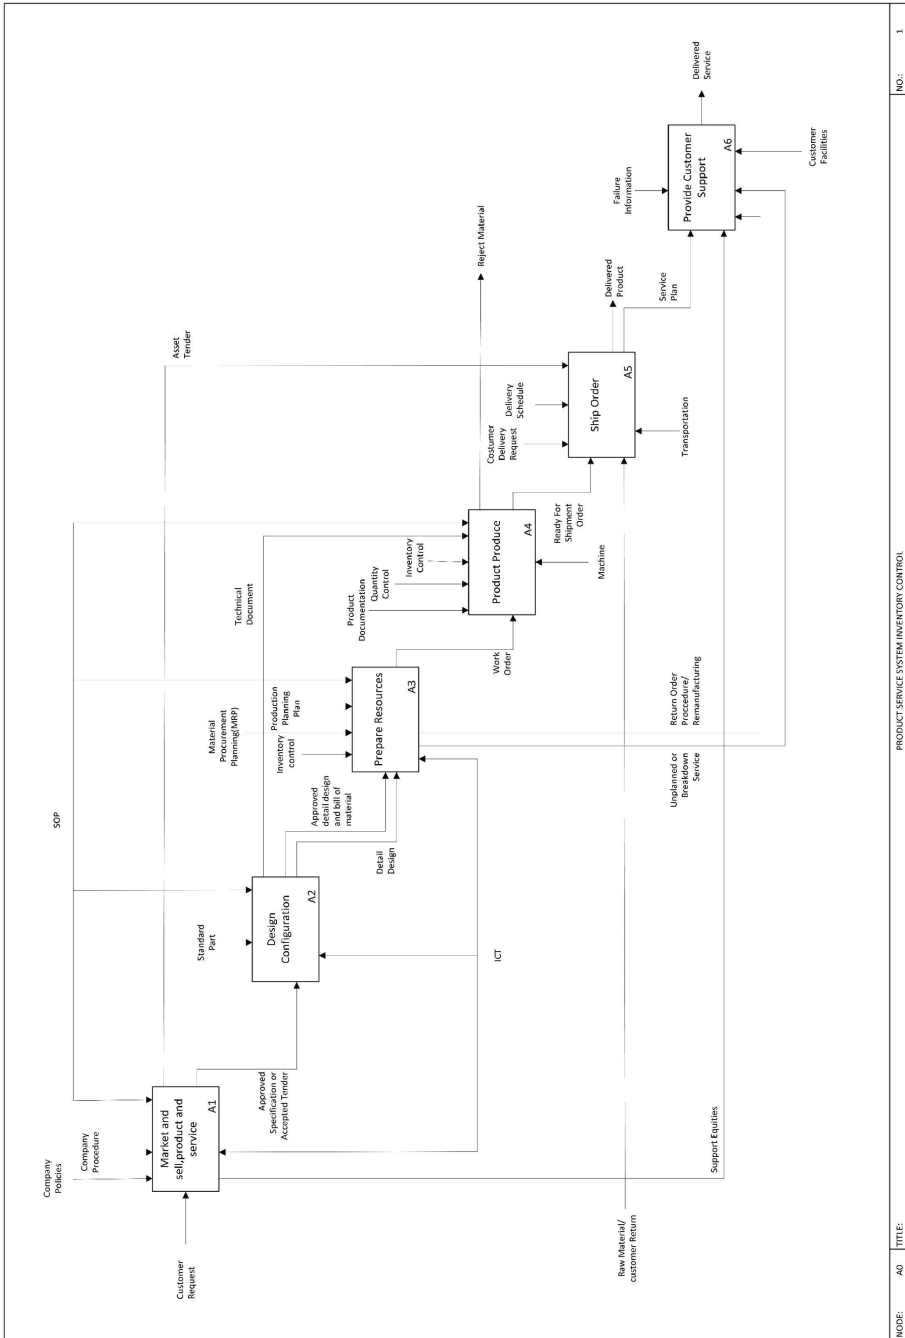 Company
Policies
Company
Procedure
SOP
Customer
Request
Market and
sell,product and
service
A1
Approved
Specification or
Accepted Tender
Standard
Part
Design
Configuration
A2
Approved
detail design
and bill of
material
Detail
Design
Material
Procurement
Planning(MRP)
Inventory
control
Production
Planning
Plan
Prepare Resources
A3
Technical
Document
Product
Documentation
Quantity
Control
Inventory
Control
Work
Order
Product Produce
A4
Machine
Ready For
Shipment
Order
Reject Material
Asset
Tender
Costumer
Delivery
Request
Delivery
Schedule
Ship Order
A5
Transportation
Delivered
Product
Service
Plan
Failure
Information
Provide Customer
Support
A6
Delivered
Service
Customer
Facilities
ICT
Raw Material/
customer Return
Support Equities
Unplanned or
Breakdown
Service
Return Order
Proccedure/
Remanufacturing
NODE:
A0
TITLE:
PRODUCT SERVICE SYSTEM INVENTORY CONTROL
NO.:
1